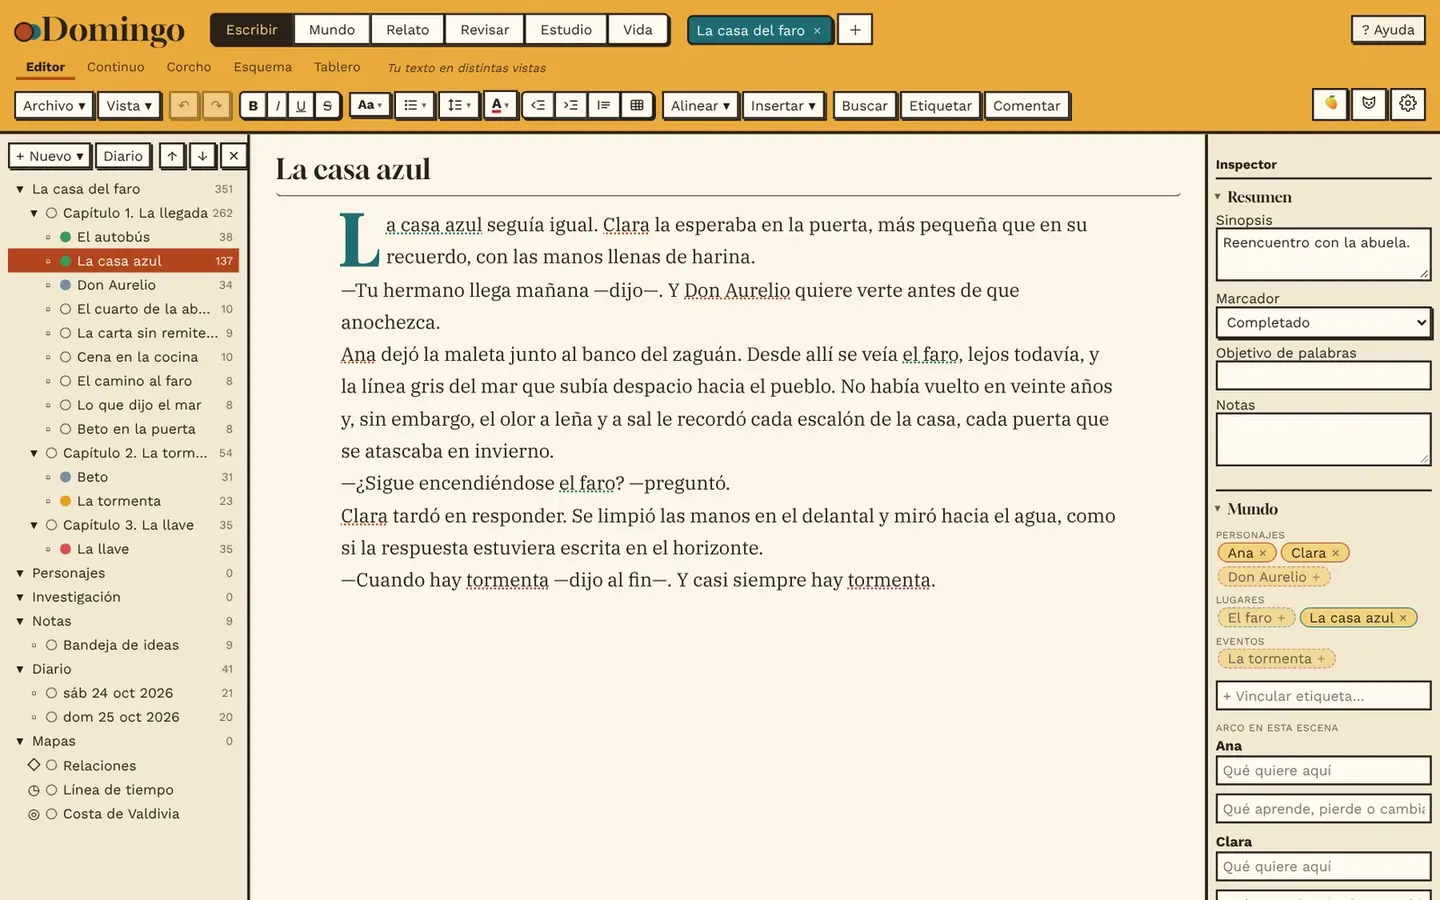 Domingo
Escribir Mundo Relato Revisar Estudio Vida
La casa del faro × +
? Ayuda
Editor Continuo Corcho Esquema Tablero Tu texto en distintas vistas
Archivo ▾ Vista ▾ ↶ ↷ B I U S Aa ▾ A ▾ Alinear ▾ Insertar ▾ Buscar Etiquetar Comentar
+ Nuevo ▾ Diario ↑ ↓ ✕
▼ La casa del faro 351
▼ Capítulo 1. La llegada 262
El autobús 38
La casa azul 137
Don Aurelio 34
El cuarto de la ab... 10
La carta sin remite... 9
Cena en la cocina 10
El camino al faro 8
Lo que dijo el mar 8
Beto en la puerta 8
▼ Capítulo 2. La torm... 54
Beto 31
La tormenta 23
▼ Capítulo 3. La llave 35
La llave 35
▼ Personajes 0
▼ Investigación 0
▼ Notas 9
Bandeja de ideas 9
▼ Diario 41
sáb 24 oct 2026 21
dom 25 oct 2026 20
▼ Mapas 0
Relaciones
Línea de tiempo
Costa de Valdivia
La casa azul
La casa azul seguía igual. Clara la esperaba en la puerta, más pequeña que en su
recuerdo, con las manos llenas de harina.
—Tu hermano llega mañana —dijo—. Y Don Aurelio quiere verte antes de que
anochezca.
Ana dejó la maleta junto al banco del zaguán. Desde allí se veía el faro, lejos todavía, y
la línea gris del mar que subía despacio hacia el pueblo. No había vuelto en veinte años
y, sin embargo, el olor a leña y a sal le recordó cada escalón de la casa, cada puerta que
se atascaba en invierno.
—¿Sigue encendiéndose el faro? —preguntó.
Clara tardó en responder. Se limpió las manos en el delantal y miró hacia el agua, como
si la respuesta estuviera escrita en el horizonte.
—Cuando hay tormenta —dijo al fin—. Y casi siempre hay tormenta.
Inspector
▼ Resumen
Sinopsis
Reencuentro con la abuela.
Marcador
Completado
Objetivo de palabras
Notas
▼ Mundo
PERSONAJES
Ana × Clara ×
Don Aurelio +
LUGARES
El faro + La casa azul ×
EVENTOS
La tormenta +
+ Vincular etiqueta...
ARCO EN ESTA ESCENA
Ana
Qué quiere aquí
Qué aprende, pierde o cambia
Clara
Qué quiere aquí